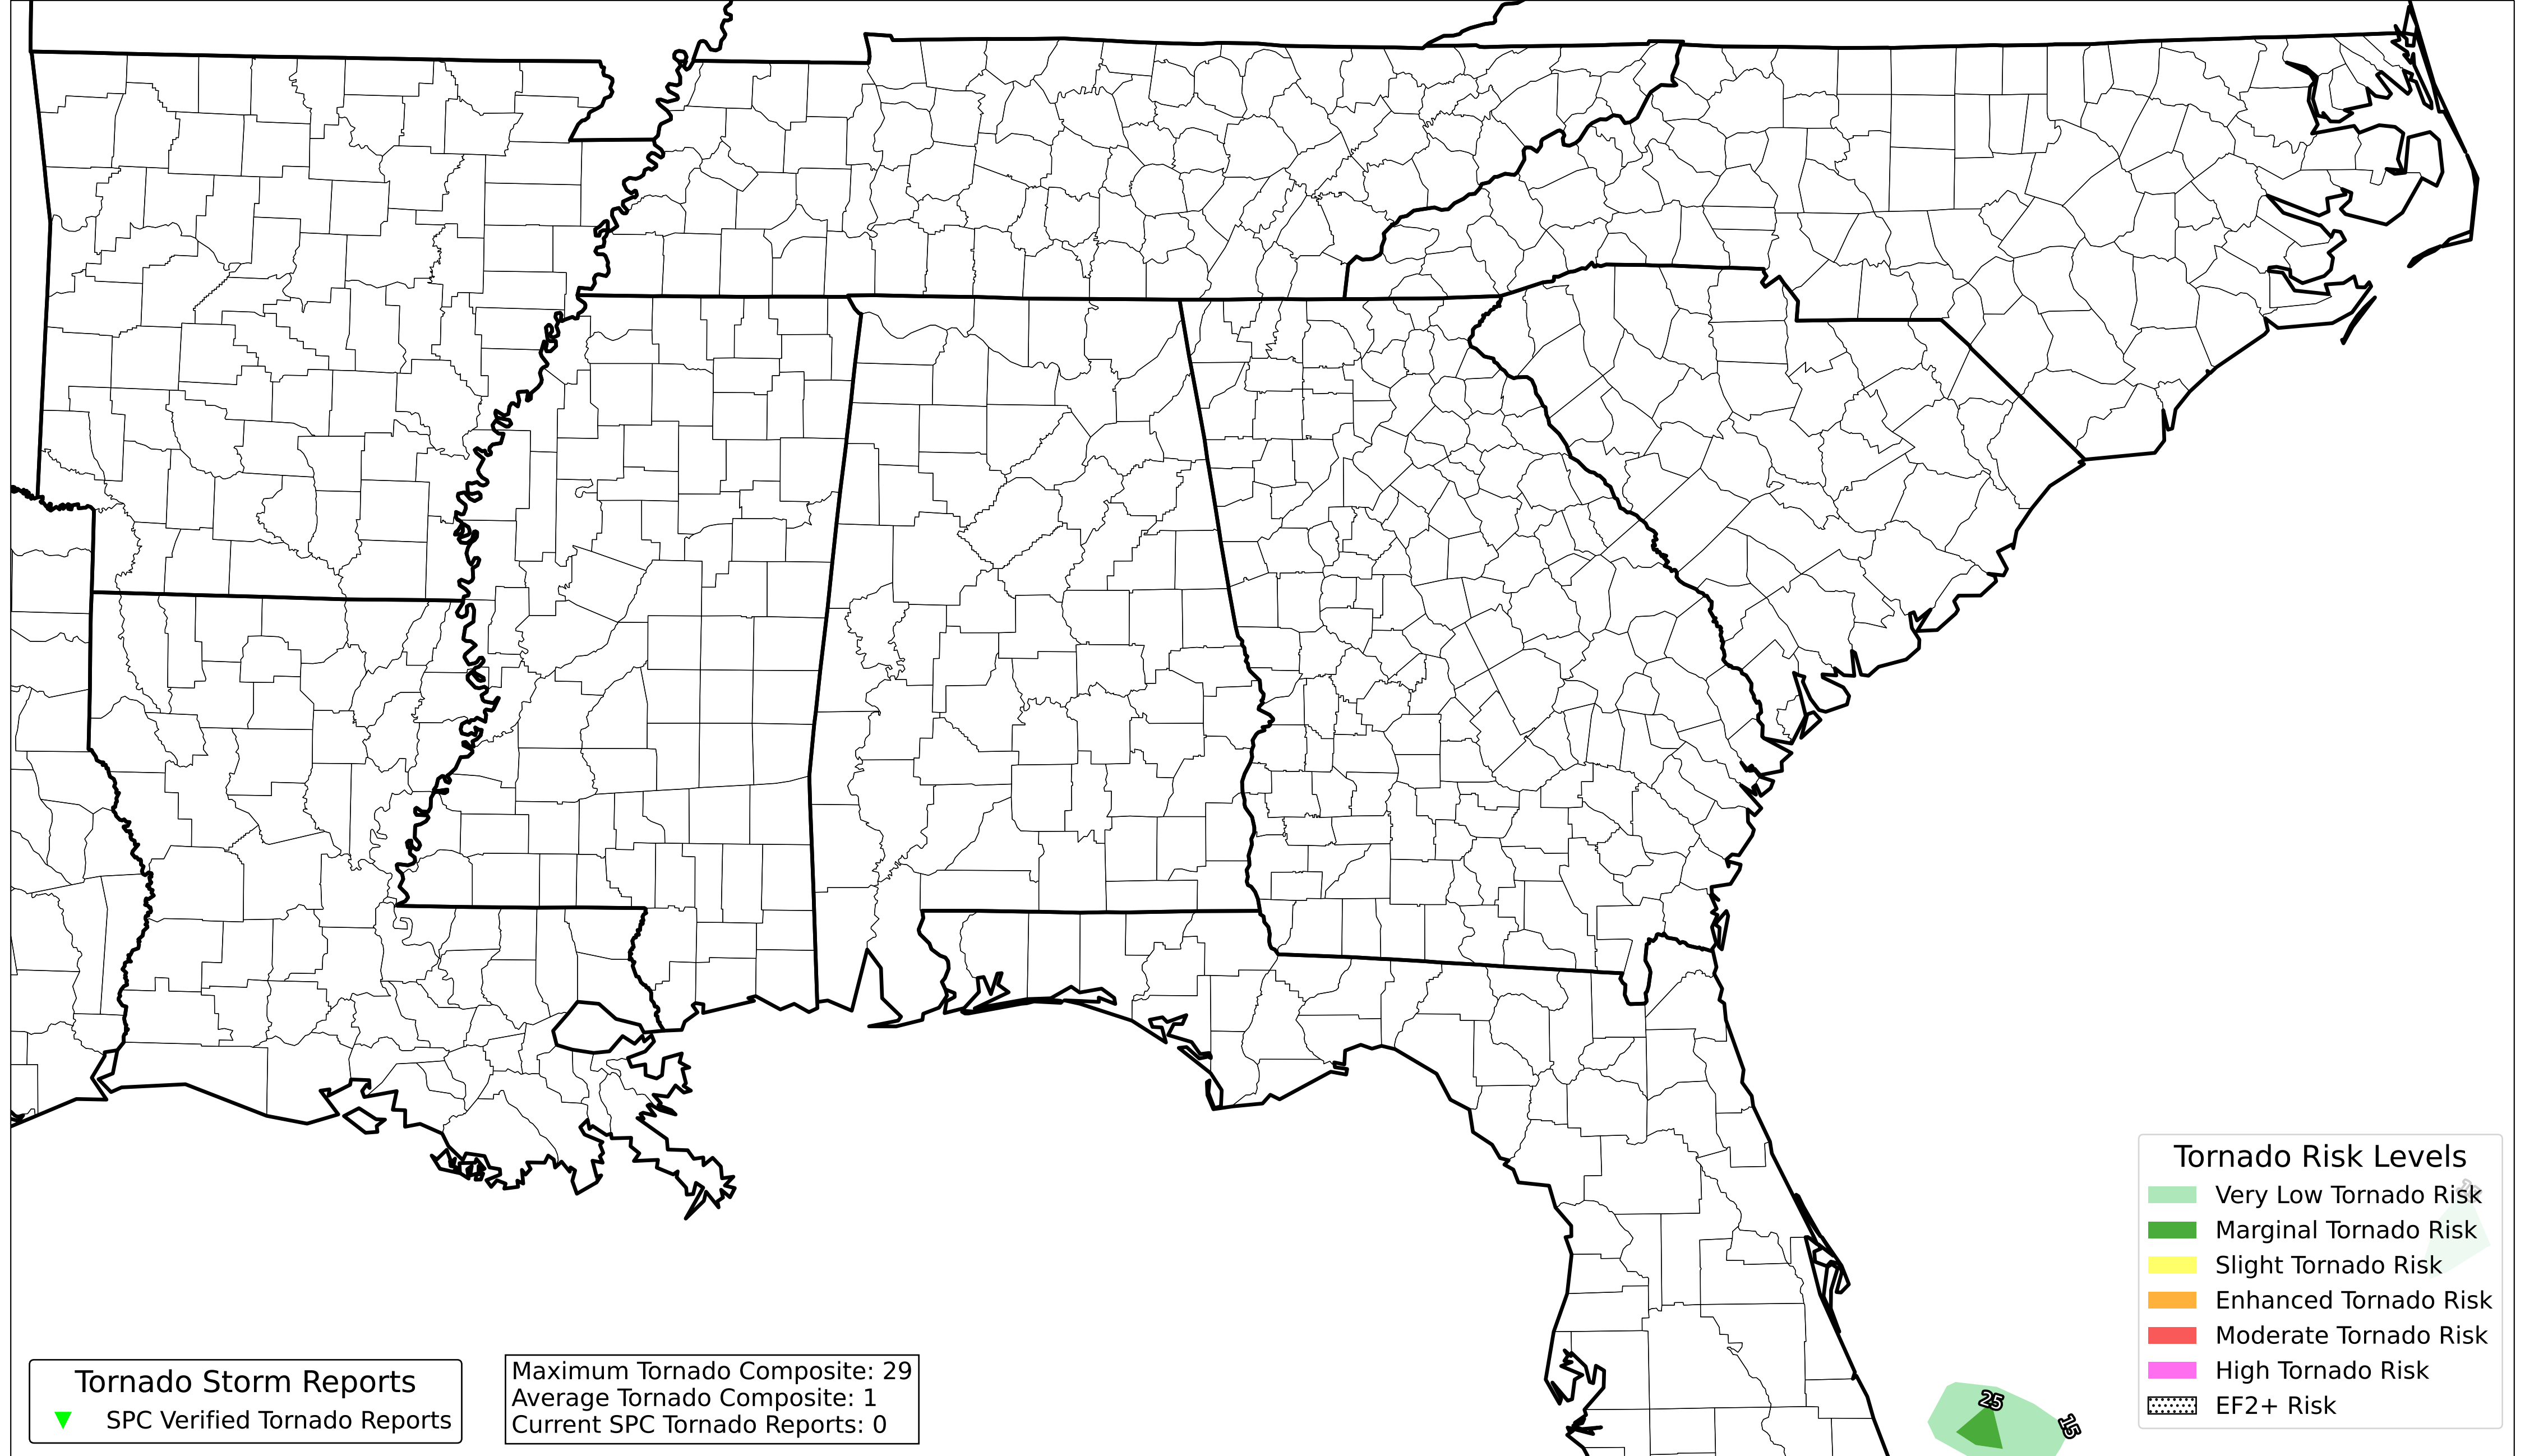 Tornado Risk Levels
Very Low Tornado Risk
Marginal Tornado Risk
Slight Tornado Risk
Enhanced Tornado Risk
Moderate Tornado Risk
High Tornado Risk
EF2+ Risk
Tornado Storm Reports
SPC Verified Tornado Reports
Maximum Tornado Composite: 29
Average Tornado Composite: 1
Current SPC Tornado Reports: 0
25
15